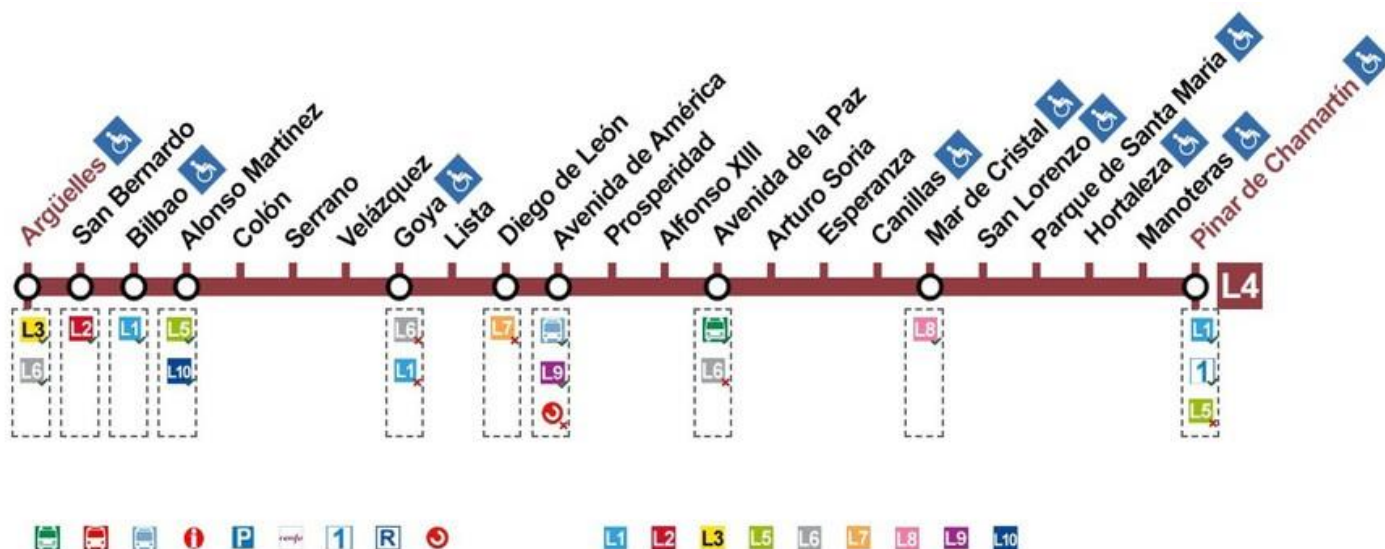 Argüelles
San Bernardo
Bilbao
Alonso Martínez
Colón
Serrano
Velázquez
Goya
Lista
Diego de León
Avenida de América
Prosperidad
Alfonso XIII
Avenida de la Paz
Arturo Soria
Esperanza
Canillas
Mar de Cristal
San Lorenzo
Parque de Santa María
Hortaleza
Manoteras
Pinar de Chamartín
L4
L3 L2 L1 L5 L6 L7 L8 L1
L6 L10 L1 L9 L6 1
L5
P renfe 1 R L1 L2 L3 L5 L6 L7 L8 L9 L10